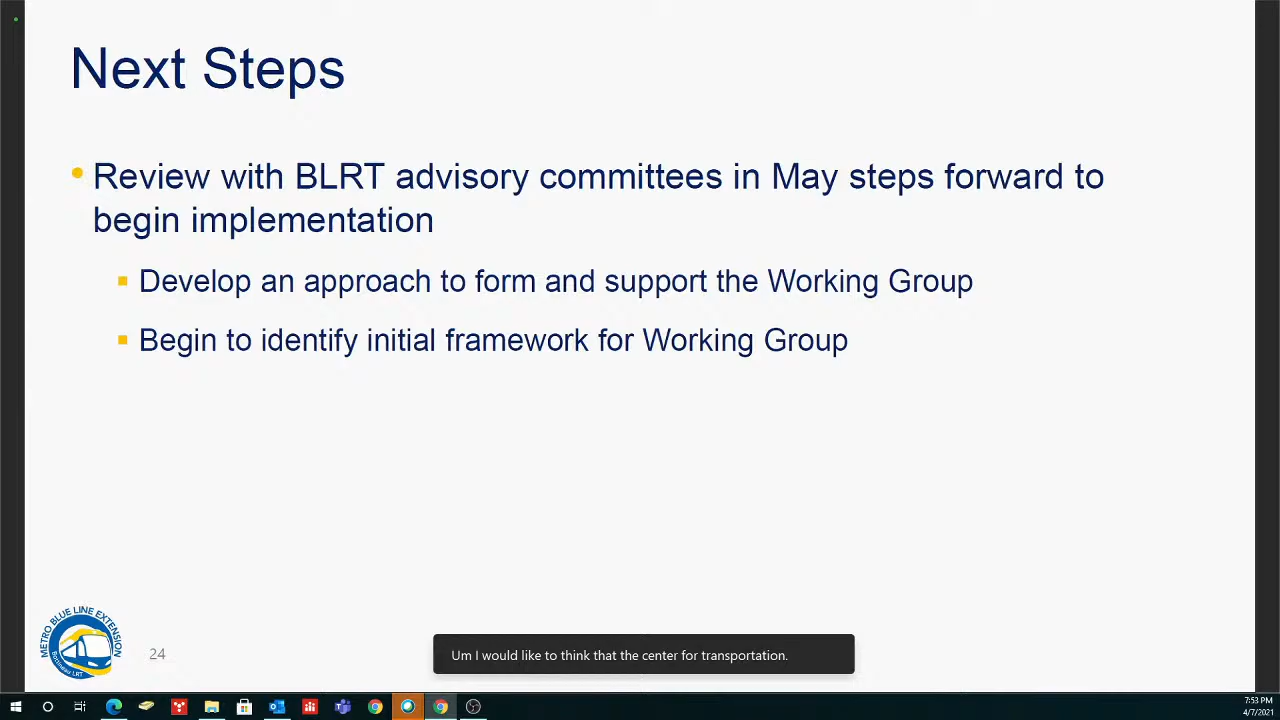 Next Steps
• Review with BLRT advisory committees in May steps forward to
begin implementation
▪ Develop an approach to form and support the Working Group
▪ Begin to identify initial framework for Working Group
METRO BLUE LINE EXTENSION
Bottineau LRT
24
Um I would like to think that the center for transportation.
7:53 PM
4/7/2021